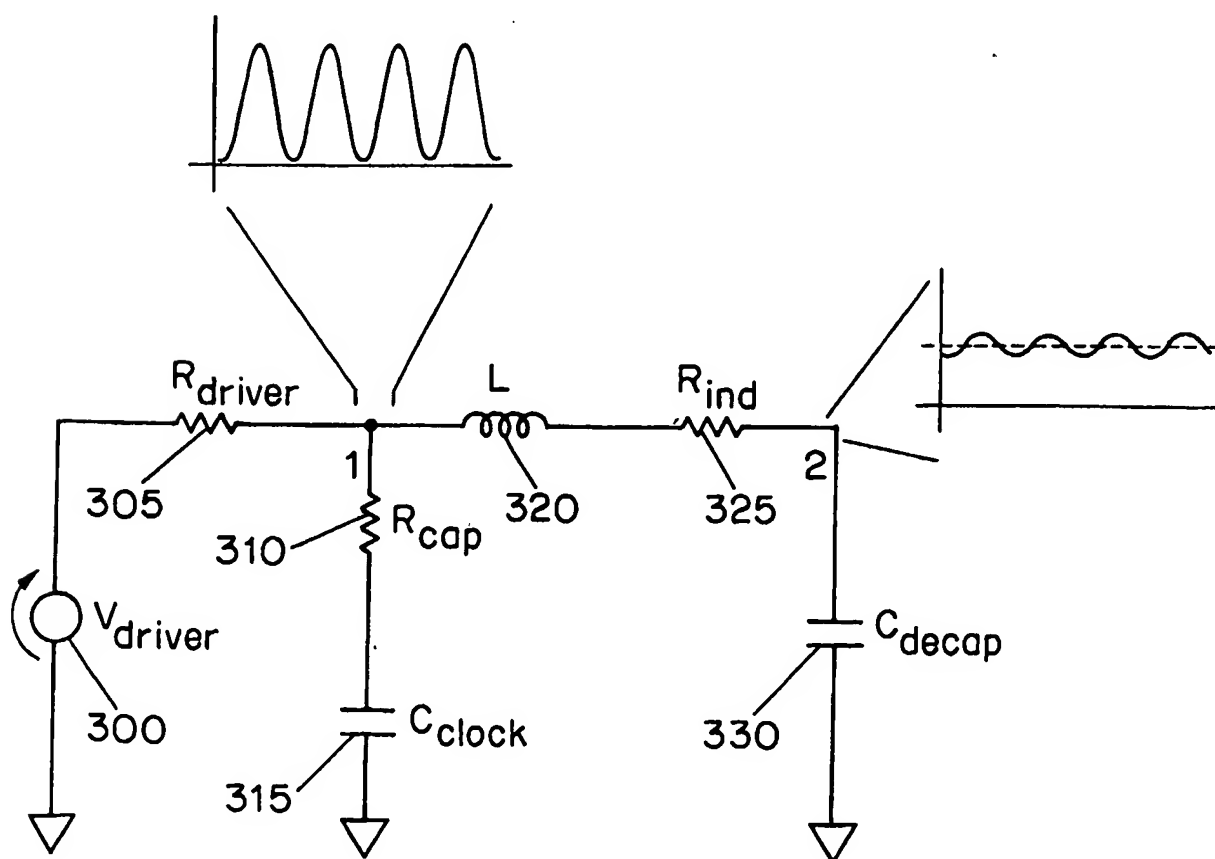 R_driver
L
R_ind
1
2
305
320
325
310
R_cap
V_driver
C_decap
300
C_clock
330
315